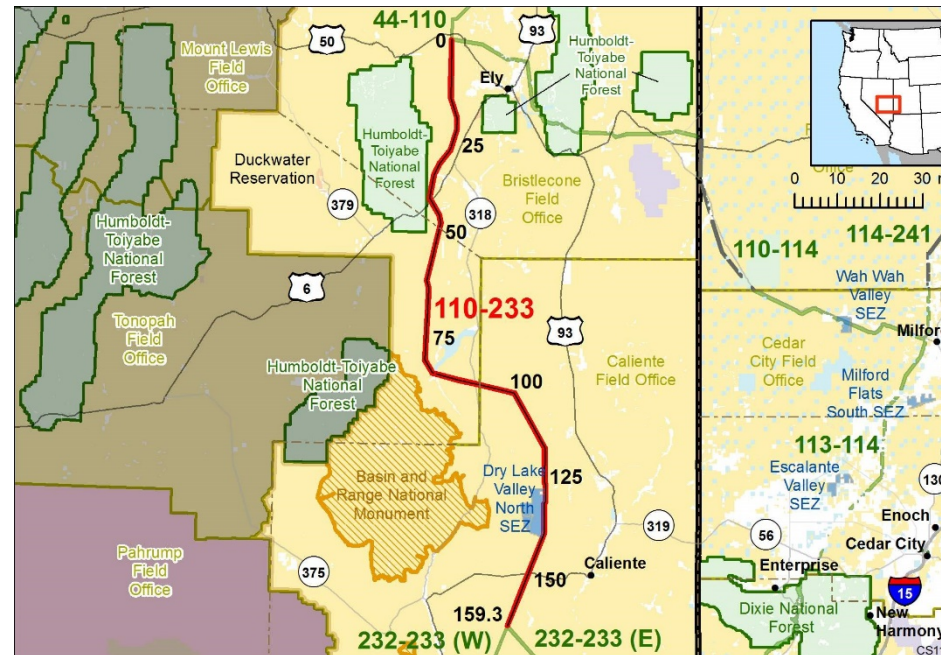 44-110
50
93
0
Mount Lewis
Field
Office
Humboldt-
Toiyabe
National
Forest
Ely
Humboldt-
Toiyabe
National
Forest
25
Duckwater
Reservation
379
318
Bristlecone
Field
Office
50
Humboldt-
Toiyabe
National
Forest
6
110-233
93
75
Tonopah
Field
Office
Humboldt-Toiyabe
National
Forest
100
Caliente
Field Office
Basin and
Range National
Monument
Dry Lake
Valley
North
SEZ
125
319
Pahrump
Field
Office
375
150
Caliente
159.3
232-233 (W)
232-233 (E)
0 10 20 30
Office
110-114
114-241
Wah Wah
Valley
SEZ
Milford
Cedar
City Field
Office
Milford
Flats
South SEZ
113-114
Escalante
Valley
SEZ
130
56
Enoch
Cedar City
Enterprise
15
Dixie National
Forest
New
Harmony